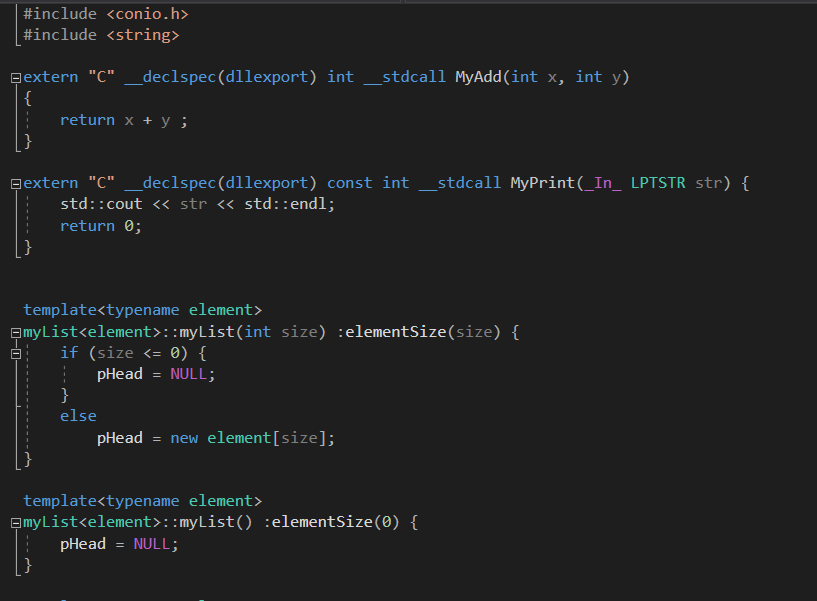 #include <conio.h>
#include <string>
extern "C" __declspec(dllexport) int __stdcall MyAdd(int x, int y)
{
    return x + y ;
}
extern "C" __declspec(dllexport) const int __stdcall MyPrint(_In_ LPTSTR str) {
    std::cout << str << std::endl;
    return 0;
}
template<typename element>
myList<element>::myList(int size) :elementSize(size) {
    if (size <= 0) {
        pHead = NULL;
    }
    else
        pHead = new element[size];
}
template<typename element>
myList<element>::myList() :elementSize(0) {
    pHead = NULL;
}